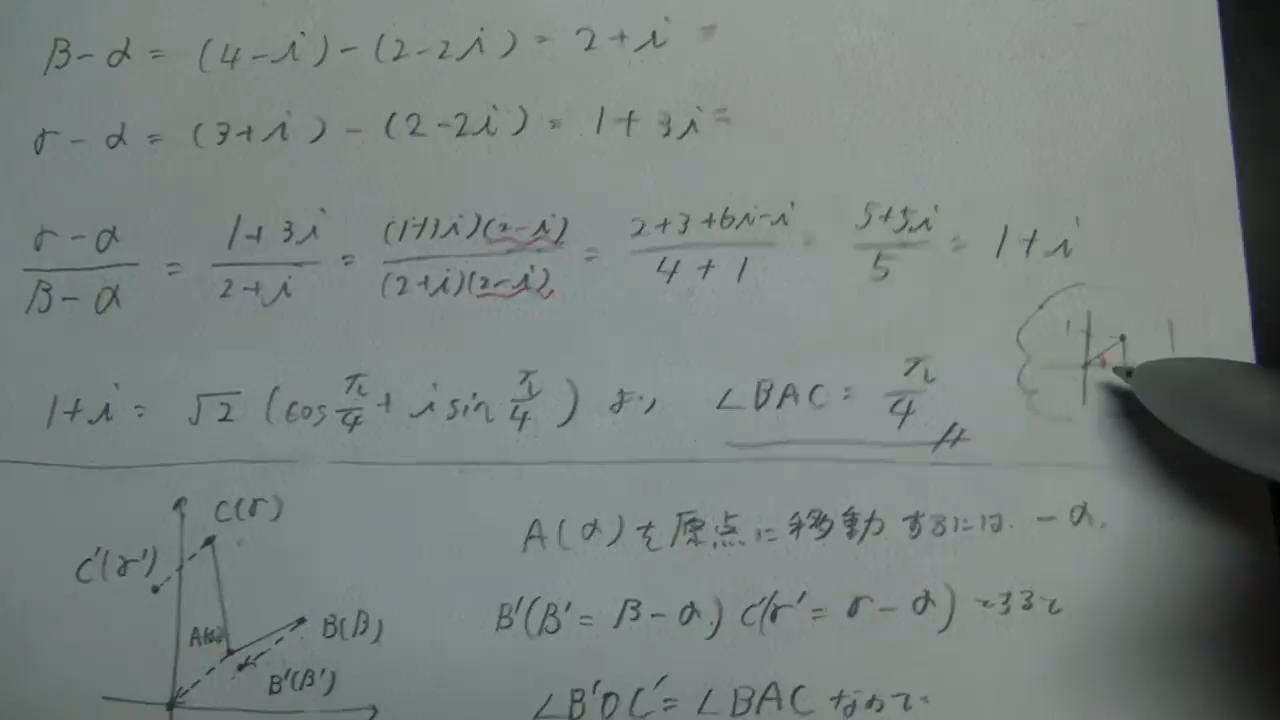 β-α = (4-i)-(2-2i) = 2+i
γ-α = (3+i)-(2-2i) = 1+3i
(γ-α)/(β-α) = (1+3i)/(2+i) = (1+3i)(2-i)/(2+i)(2-i) = (2+3+6i-i)/(4+1) = (5+5i)/5 = 1+i
1
1+i = √2 (cos π/4 + i sin π/4) より, ∠BAC = π/4
C(γ)
A(α)を原点に移動するには. -α.
C'(γ')
B'(β'=β-α) C'(γ'=γ-α)とすると
A(α)
B(β)
B'(β')
∠B'OC' = ∠BAC なので.